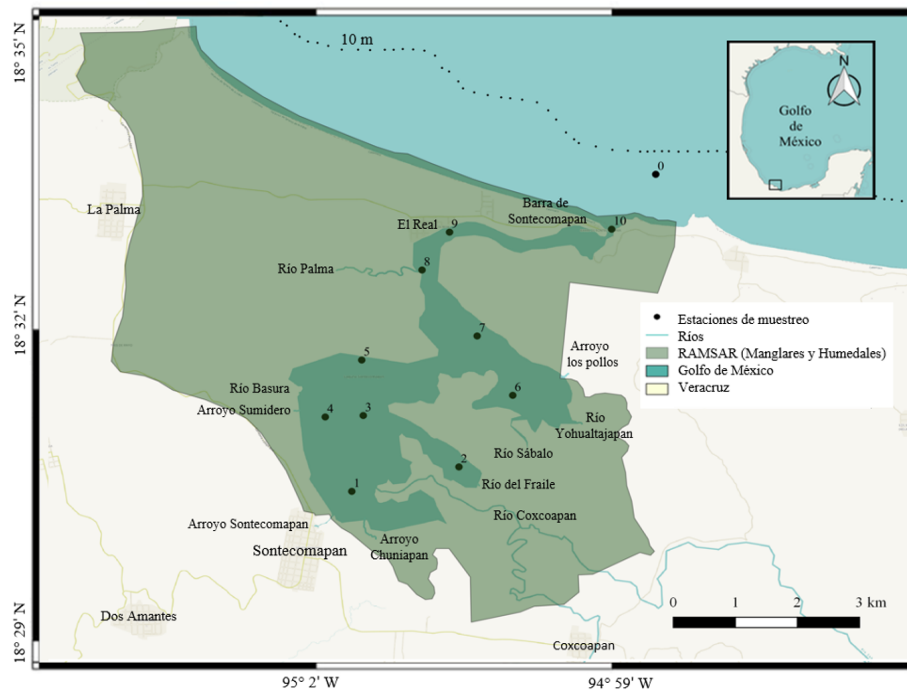 18° 35' N
10 m
N
Golfo
de
México
0
La Palma
Barra de
Sontecomapan
10
El Real
9
Río Palma
8
18° 32' N
7
Estaciones de muestreo
Ríos
RAMSAR (Manglares y Humedales)
Golfo de México
Veracruz
Arroyo
los pollos
5
Río Basura
6
Arroyo Sumidero
4
3
Río
Yohualtajapan
Río Sábalo
2
Río del Fraile
1
Río Coxcoapan
Arroyo Sontecomapan
Arroyo
Chuniapan
Sontecomapan
0 1 2 3 km
Dos Amantes
18° 29' N
Coxcoapan
95° 2' W
94° 59' W